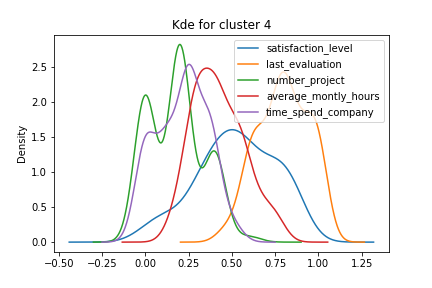 Kde for cluster 4
satisfaction_level
last_evaluation
number_project
average_montly_hours
time_spend_company
Density
2.5
2.0
1.5
1.0
0.5
0.0
−0.50 −0.25 0.00 0.25 0.50 0.75 1.00 1.25